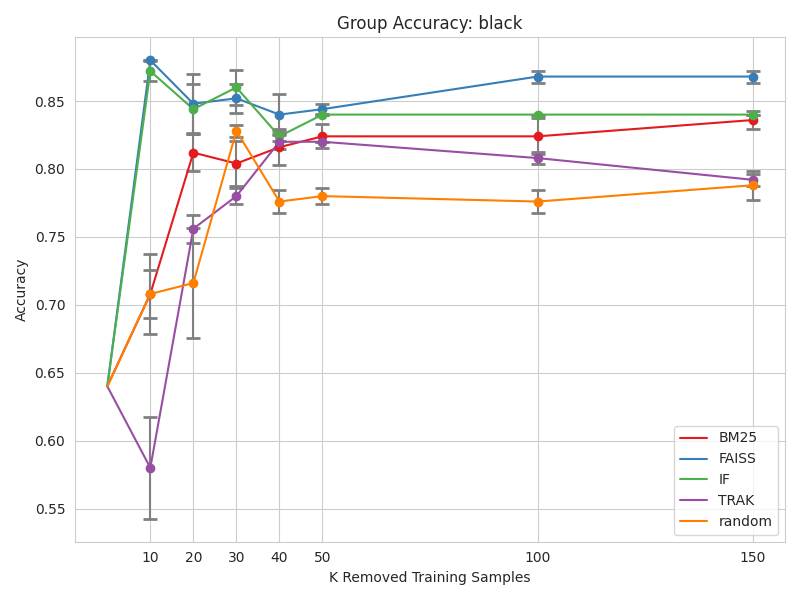 Group Accuracy: black
Accuracy
0.85
0.80
0.75
0.70
0.65
0.60
0.55
10 20 30 40 50 100 150
K Removed Training Samples
BM25
FAISS
IF
TRAK
random